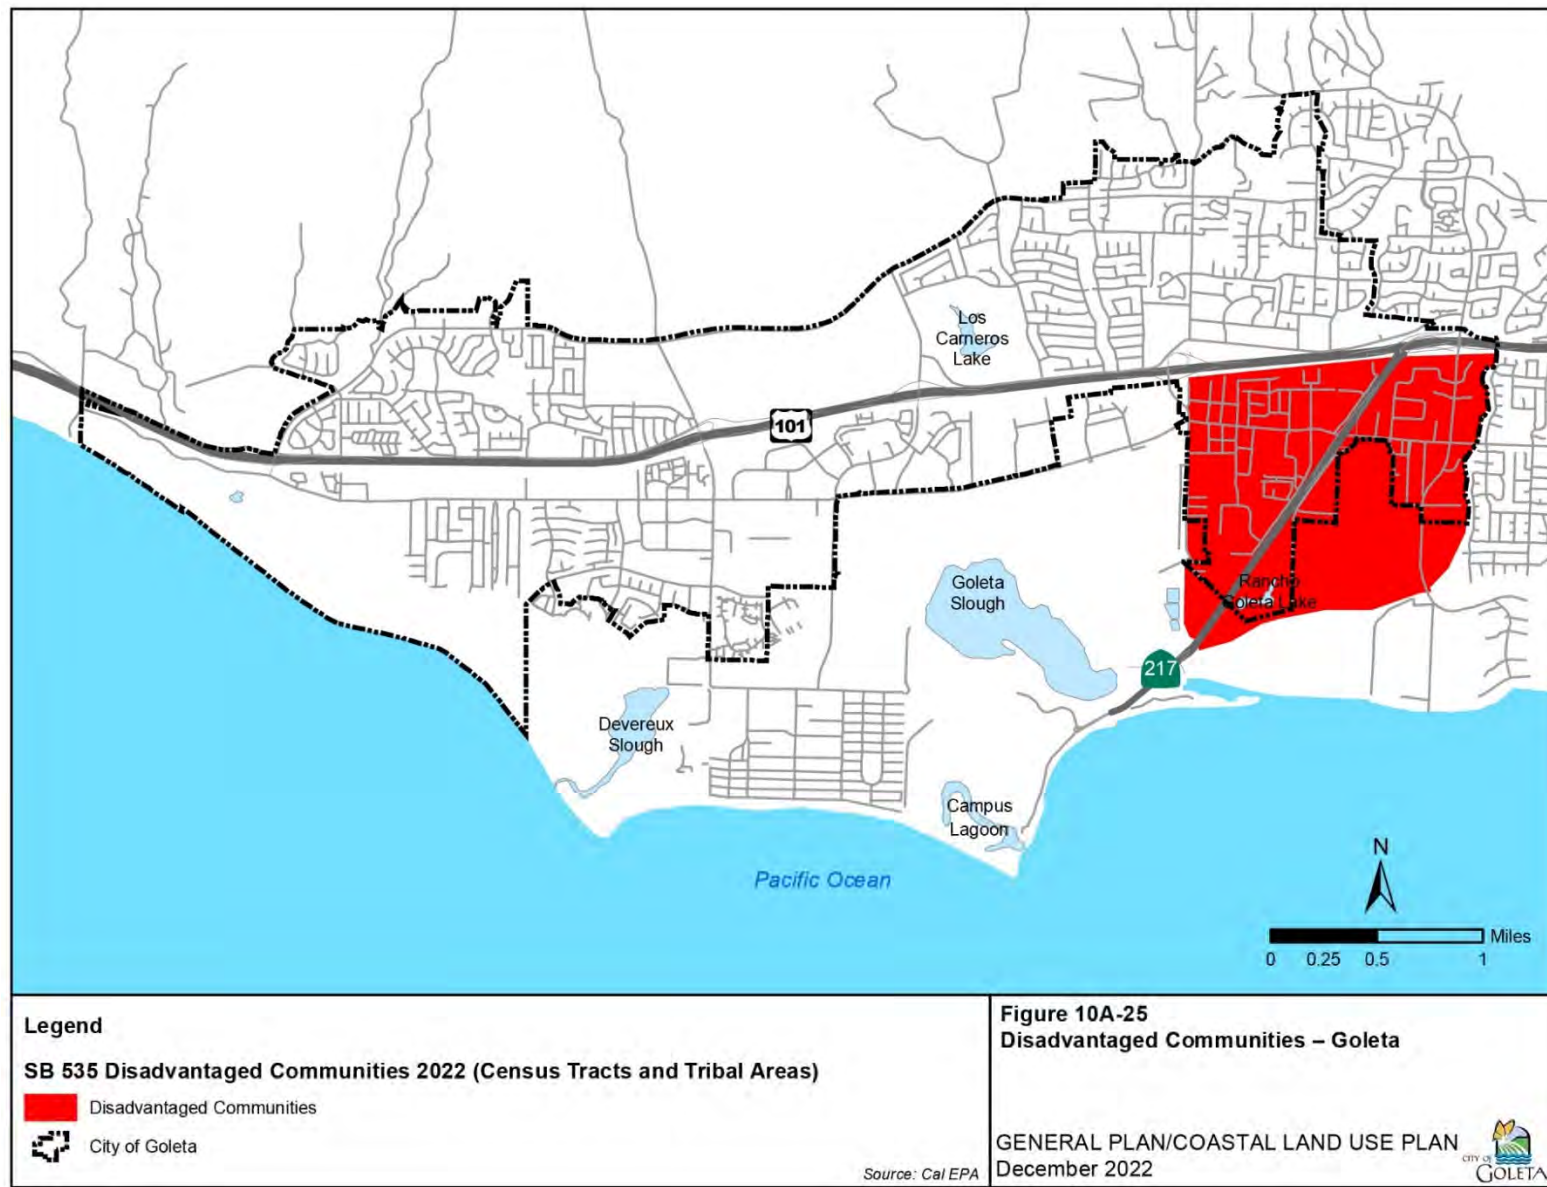 Los
Carneros
Lake
101
Goleta
Slough
Rancho
Goleta Lake
217
Devereux
Slough
Campus
Lagoon
Pacific Ocean
N
Miles
0 0.25 0.5 1
Legend
SB 535 Disadvantaged Communities 2022 (Census Tracts and Tribal Areas)
Disadvantaged Communities
City of Goleta
Source: Cal EPA
Figure 10A-25
Disadvantaged Communities – Goleta
GENERAL PLAN/COASTAL LAND USE PLAN
December 2022
CITY OF
GOLETA